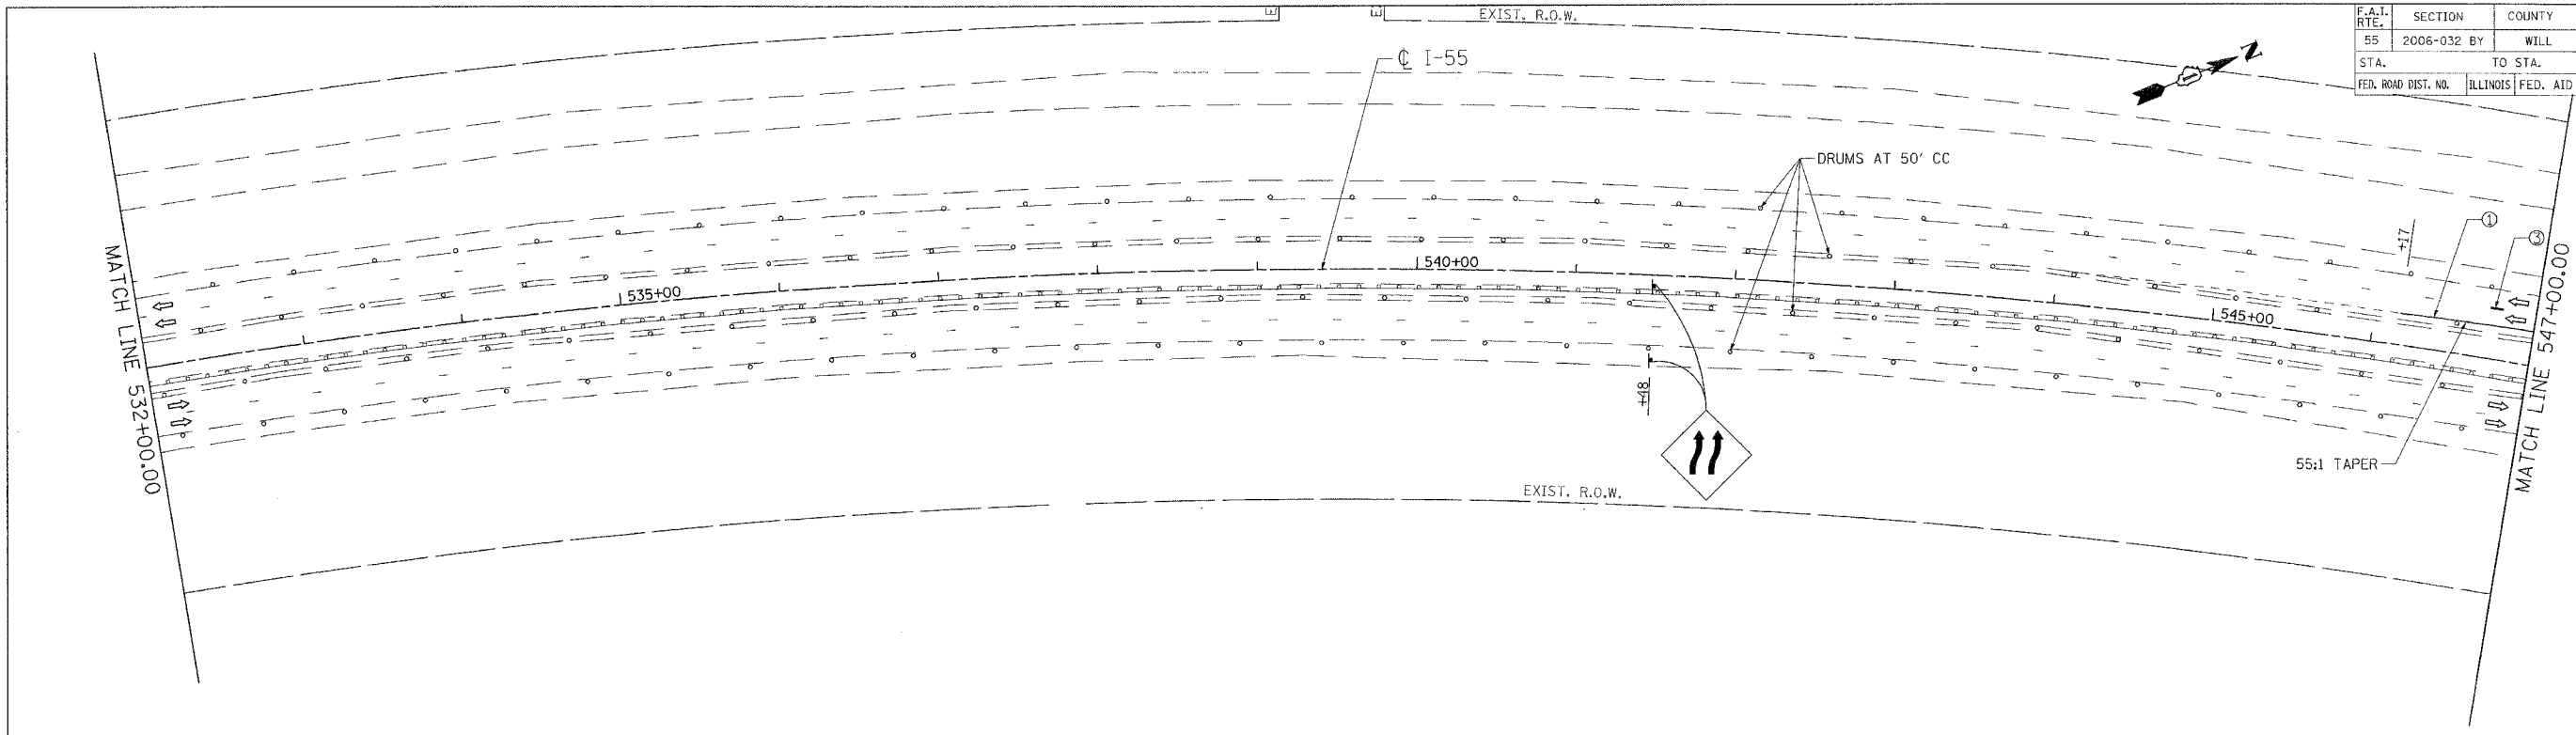 E
E
EXIST. R.O.W.
F.A.I. RTE. SECTION COUNTY
55 2006-032 BY WILL
STA. TO STA.
FED. ROAD DIST. NO. ILLINOIS FED. AID
N
℄ I-55
DRUMS AT 50' CC
+17
1
3
MATCH LINE 532+00.00
535+00
540+00
545+00
MATCH LINE 547+00.00
+48
55:1 TAPER
EXIST. R.O.W.